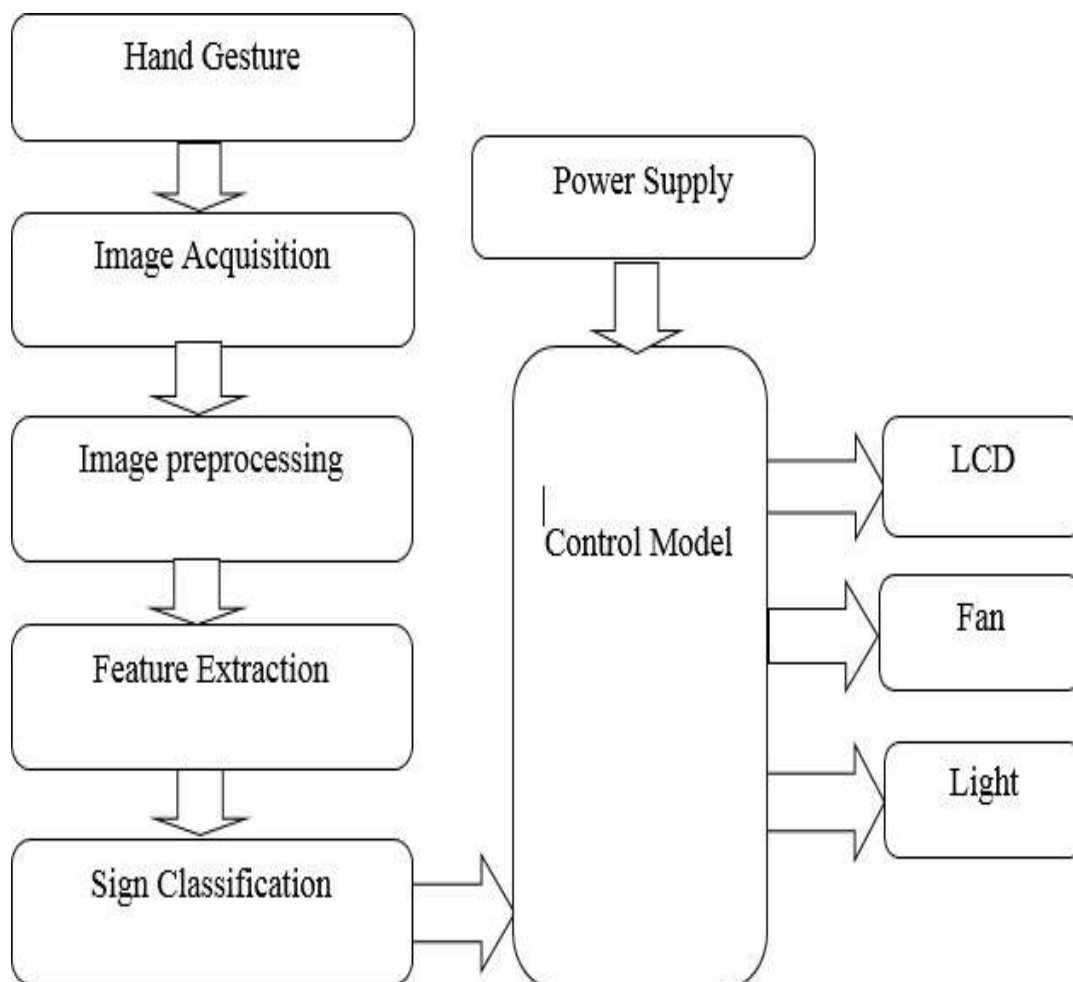 Hand Gesture
Image Acquisition
Image preprocessing
Feature Extraction
Sign Classification
Power Supply
Control Model
LCD
Fan
Light